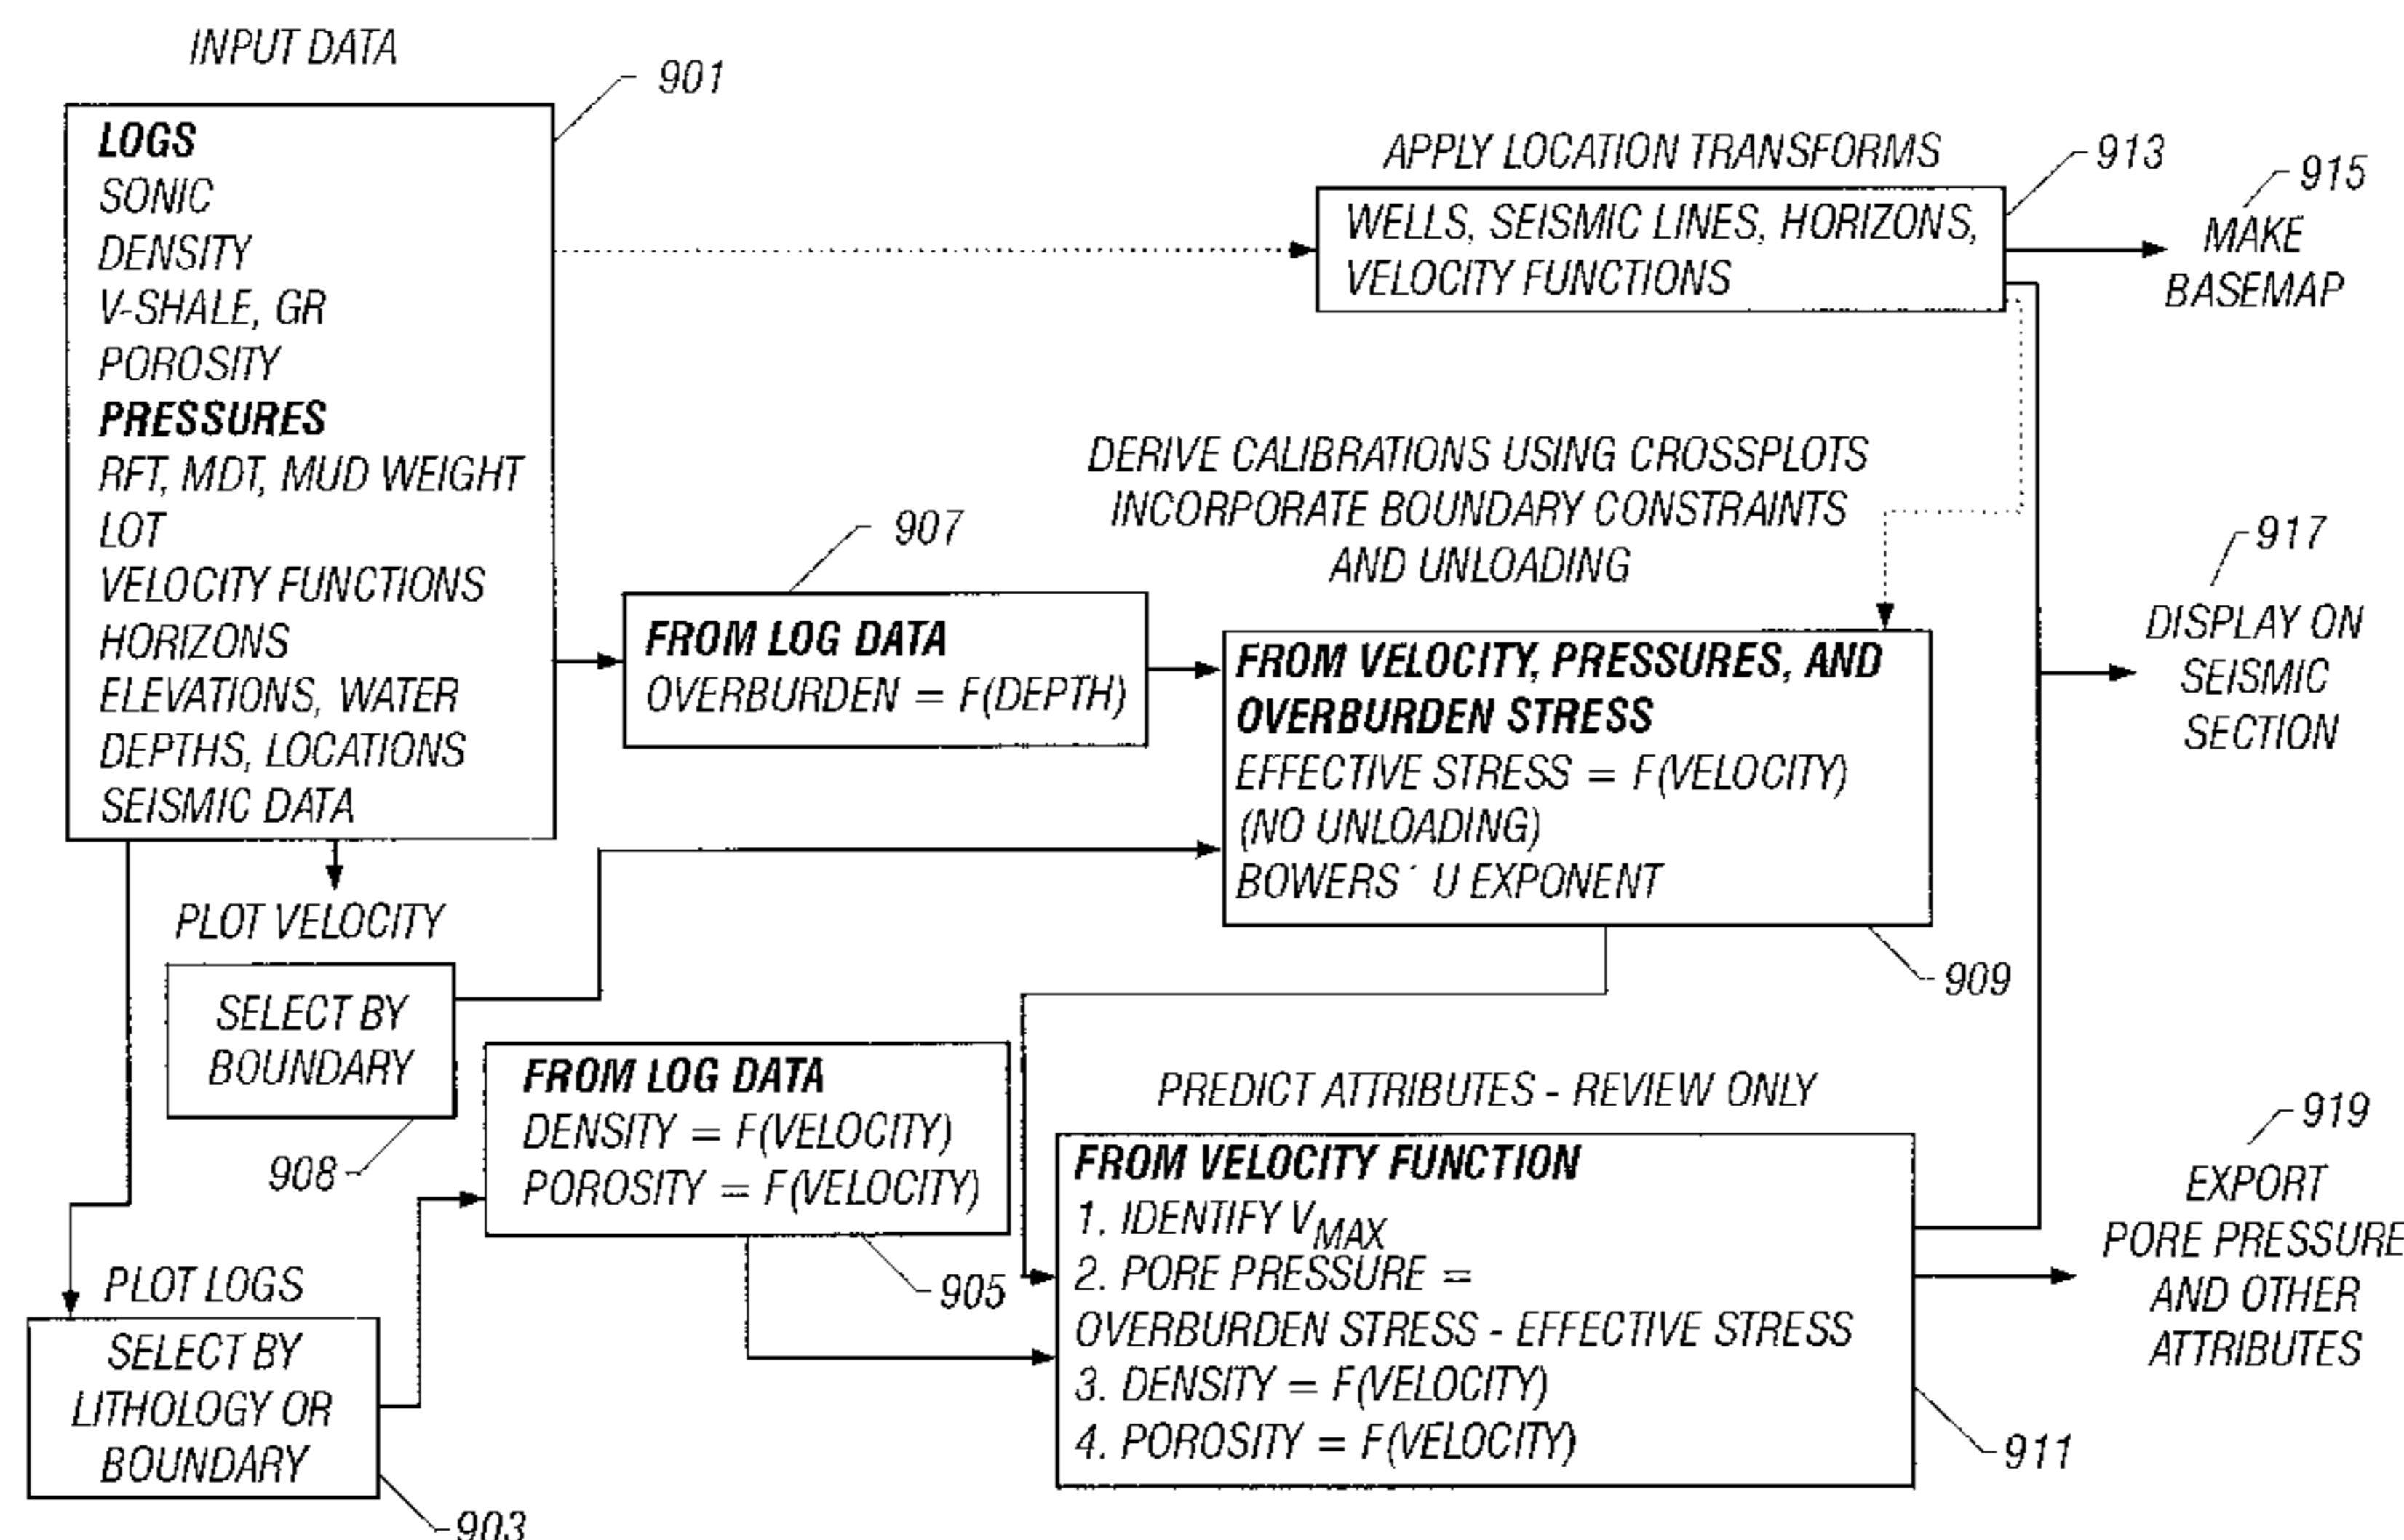 INPUT DATA
901
LOGS
SONIC
DENSITY
V-SHALE, GR
POROSITY
PRESSURES
RFT, MDT, MUD WEIGHT
LOT
VELOCITY FUNCTIONS
HORIZONS
ELEVATIONS, WATER
DEPTHS, LOCATIONS
SEISMIC DATA
APPLY LOCATION TRANSFORMS
913
WELLS, SEISMIC LINES, HORIZONS,
VELOCITY FUNCTIONS
915
MAKE
BASEMAP
DERIVE CALIBRATIONS USING CROSSPLOTS
INCORPORATE BOUNDARY CONSTRAINTS
AND UNLOADING
907
FROM LOG DATA
OVERBURDEN = F(DEPTH)
FROM VELOCITY, PRESSURES, AND
OVERBURDEN STRESS
EFFECTIVE STRESS = F(VELOCITY)
(NO UNLOADING)
BOWERS´ U EXPONENT
909
917
DISPLAY ON
SEISMIC
SECTION
PLOT VELOCITY
SELECT BY
BOUNDARY
908
FROM LOG DATA
DENSITY = F(VELOCITY)
POROSITY = F(VELOCITY)
905
PLOT LOGS
SELECT BY
LITHOLOGY OR
BOUNDARY
903
PREDICT ATTRIBUTES - REVIEW ONLY
FROM VELOCITY FUNCTION
1. IDENTIFY VMAX
2. PORE PRESSURE =
OVERBURDEN STRESS - EFFECTIVE STRESS
3. DENSITY = F(VELOCITY)
4. POROSITY = F(VELOCITY)
911
919
EXPORT
PORE PRESSURE
AND OTHER
ATTRIBUTES